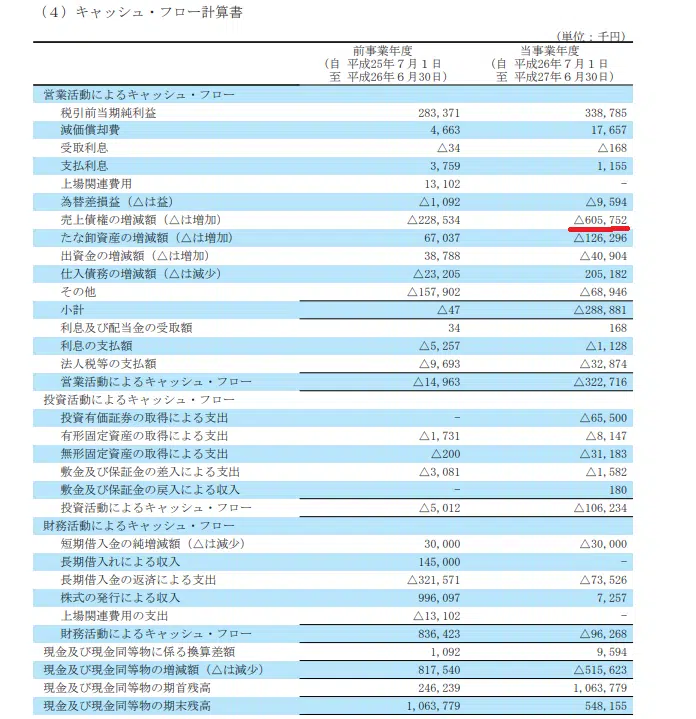 (4)キャッシュ・フロー計算書
(単位:千円)
前事業年度 当事業年度
(自 平成25年7月1日 (自 平成26年7月1日
至 平成26年6月30日) 至 平成27年6月30日)
営業活動によるキャッシュ・フロー
税引前当期純利益 283,371 338,785
減価償却費 4,663 17,657
受取利息 △34 △168
支払利息 3,759 1,155
上場関連費用 13,102 −
為替差損益(△は益) △1,092 △9,594
売上債権の増減額(△は増加) △228,534 △605,752
たな卸資産の増減額(△は増加) 67,037 △126,296
出資金の増減額(△は増加) 38,788 △40,904
仕入債務の増減額(△は減少) △23,205 205,182
その他 △157,902 △68,946
小計 △47 △288,881
利息及び配当金の受取額 34 168
利息の支払額 △5,257 △1,128
法人税等の支払額 △9,693 △32,874
営業活動によるキャッシュ・フロー △14,963 △322,716
投資活動によるキャッシュ・フロー
投資有価証券の取得による支出 − △65,500
有形固定資産の取得による支出 △1,731 △8,147
無形固定資産の取得による支出 △200 △31,183
敷金及び保証金の差入による支出 △3,081 △1,582
敷金及び保証金の戻入による収入 − 180
投資活動によるキャッシュ・フロー △5,012 △106,234
財務活動によるキャッシュ・フロー
短期借入金の純増減額(△は減少) 30,000 △30,000
長期借入れによる収入 145,000 −
長期借入金の返済による支出 △321,571 △73,526
株式の発行による収入 996,097 7,257
上場関連費用の支出 △13,102 −
財務活動によるキャッシュ・フロー 836,423 △96,268
現金及び現金同等物に係る換算差額 1,092 9,594
現金及び現金同等物の増減額(△は減少) 817,540 △515,623
現金及び現金同等物の期首残高 246,239 1,063,779
現金及び現金同等物の期末残高 1,063,779 548,155